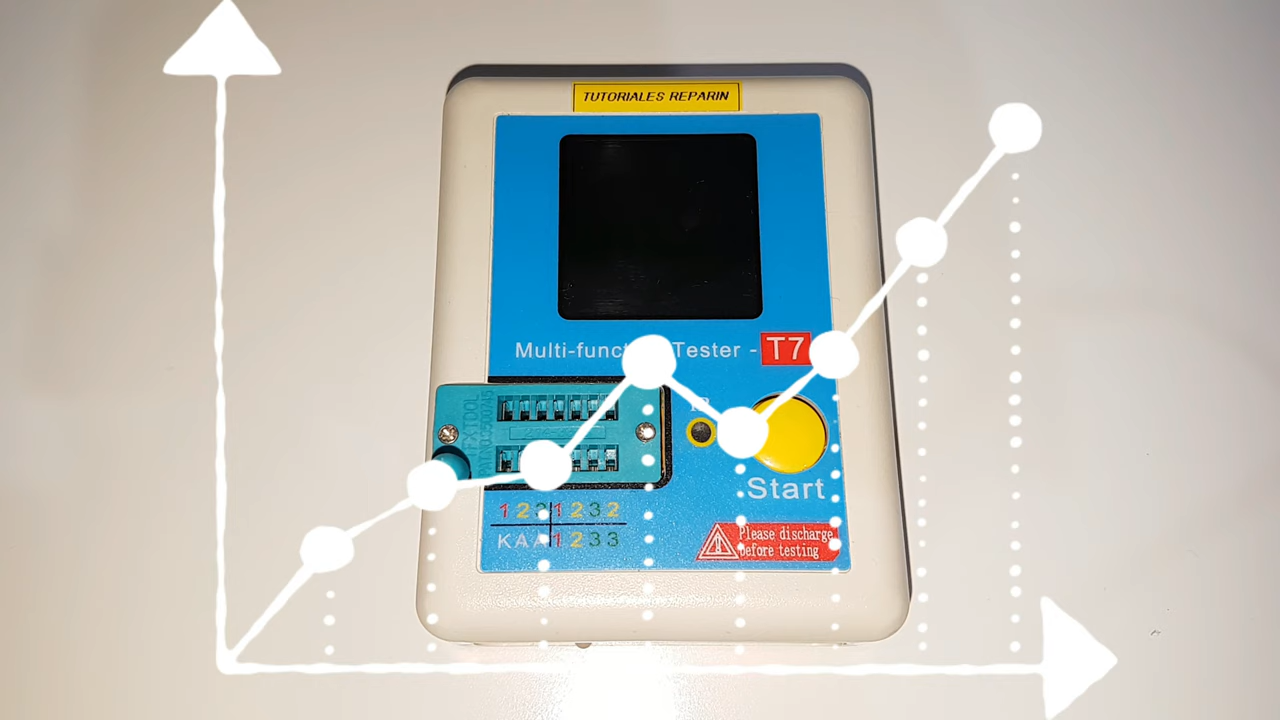 TUTORIALES REPARIN
Multi-funct Tester - T7
Start
1 2 3 1 2 3 2
K A A 1 2 3 3
Please discharge
before testing